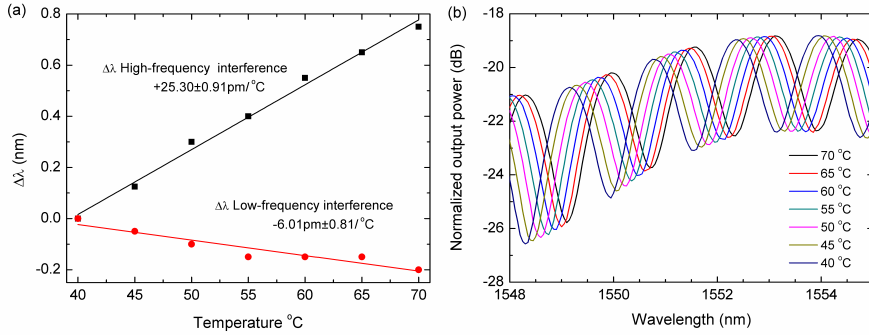 (a)
0.8
0.6
0.4
0.2
0.0
-0.2
Δλ (nm)
Δλ High-frequency interference
+25.30±0.91pm/°C
Δλ Low-frequency interference
-6.01pm±0.81/°C
40 45 50 55 60 65 70
Temperature °C
(b)
-18
-20
-22
-24
-26
-28
Normalized output power (dB)
70 °C
65 °C
60 °C
55 °C
50 °C
45 °C
40 °C
1548 1550 1552 1554
Wavelength (nm)